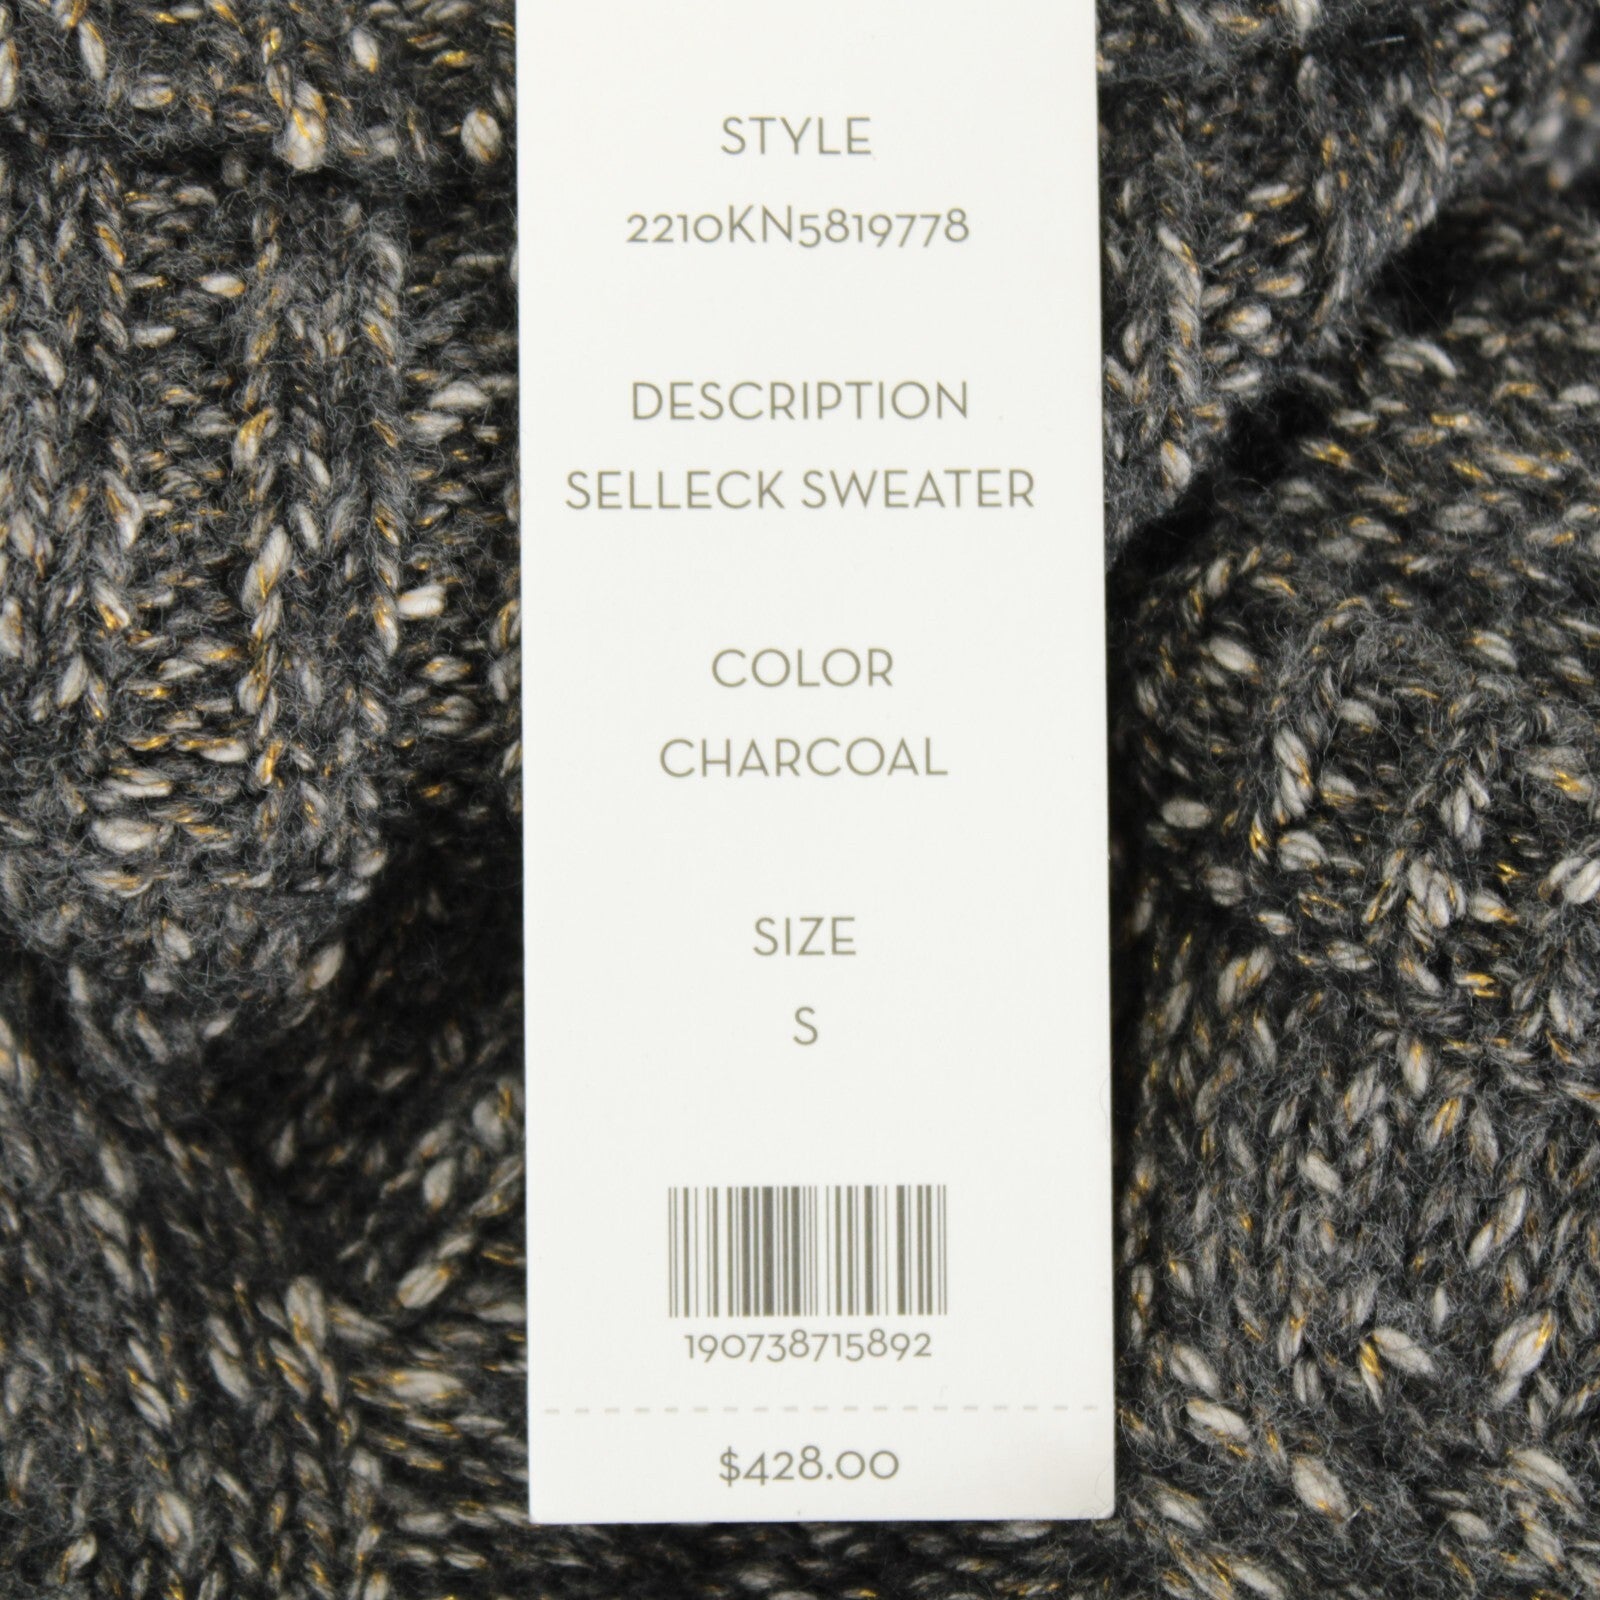 STYLE
2210KN5819778
DESCRIPTION
SELLECK SWEATER
COLOR
CHARCOAL
SIZE
S
190738715892
$428.00